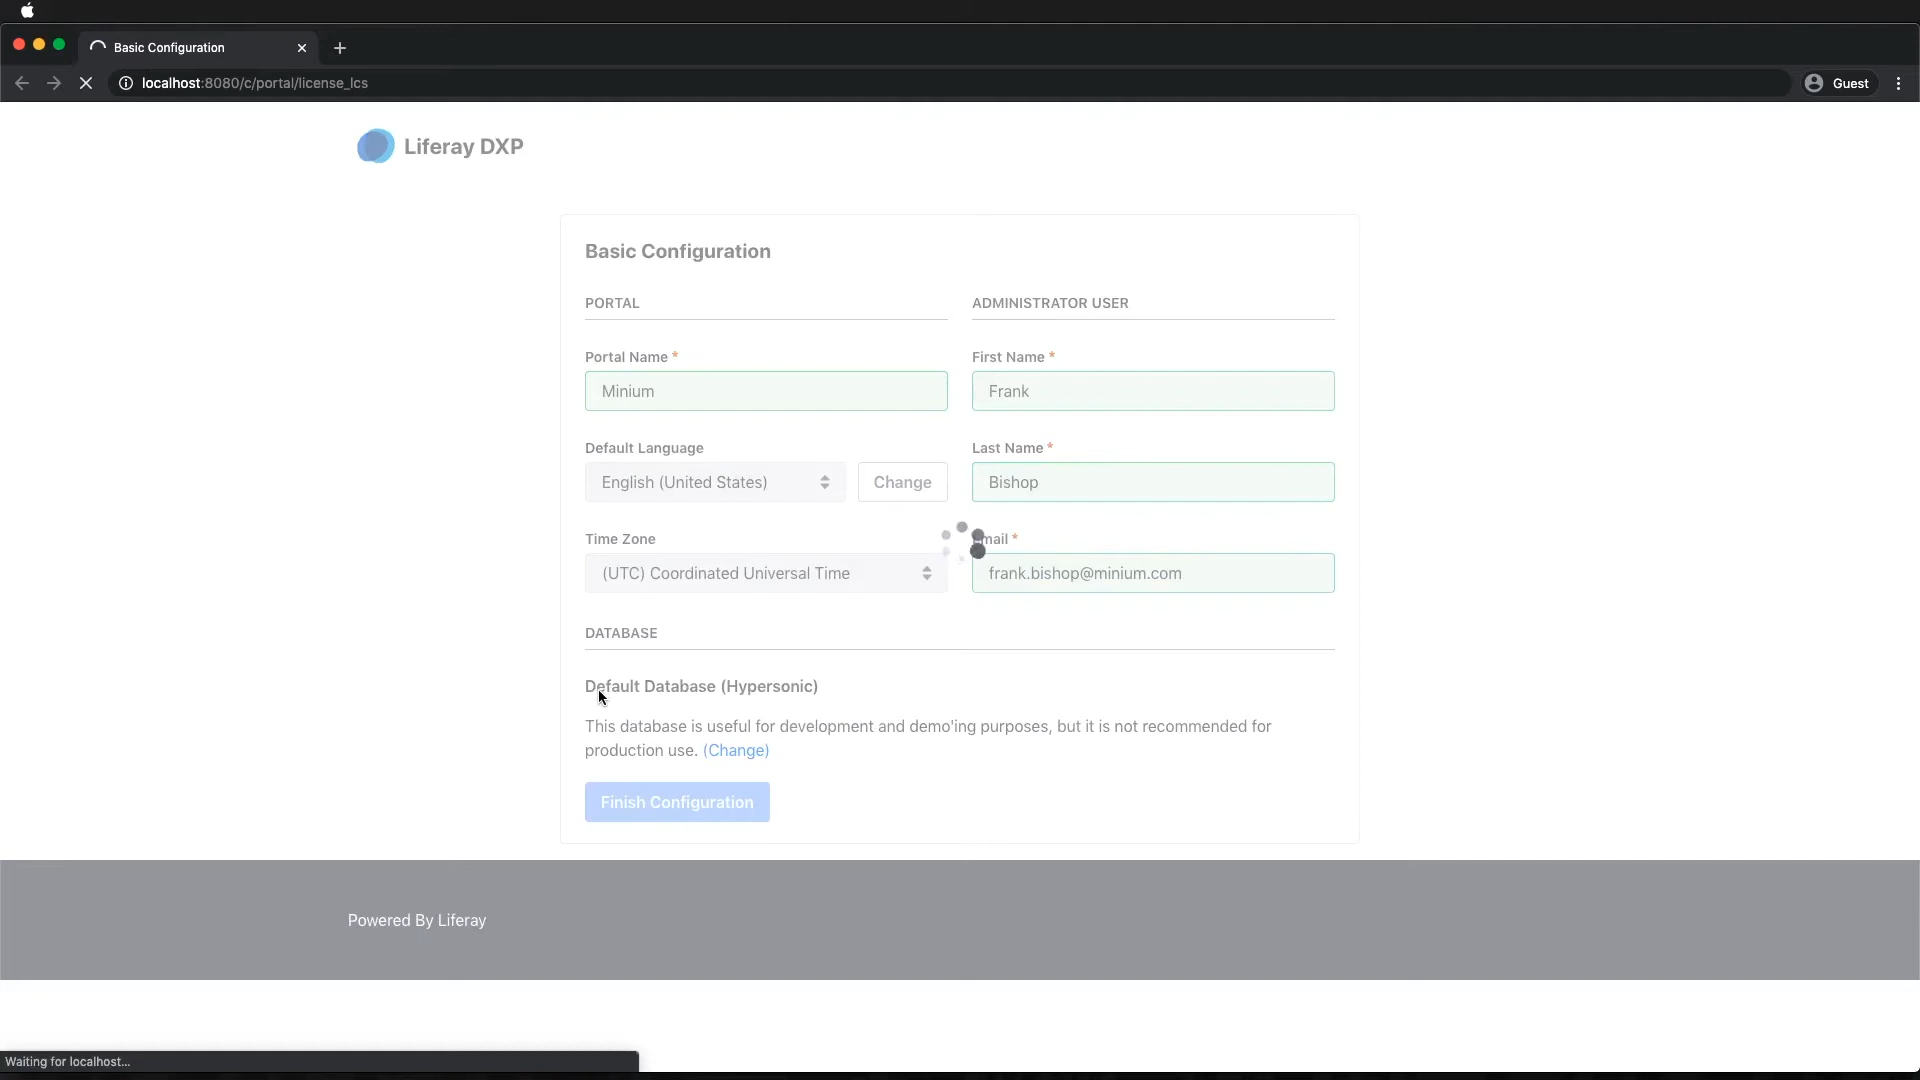 Basic Configuration
localhost:8080/c/portal/license_lcs
Guest
Liferay DXP
Basic Configuration
PORTAL
ADMINISTRATOR USER
Portal Name *
First Name *
Minium
Frank
Default Language
Last Name *
English (United States)
Change
Bishop
Time Zone
mail *
(UTC) Coordinated Universal Time
frank.bishop@minium.com
DATABASE
Default Database (Hypersonic)
This database is useful for development and demo'ing purposes, but it is not recommended for
production use. (Change)
Finish Configuration
Powered By Liferay
Waiting for localhost...